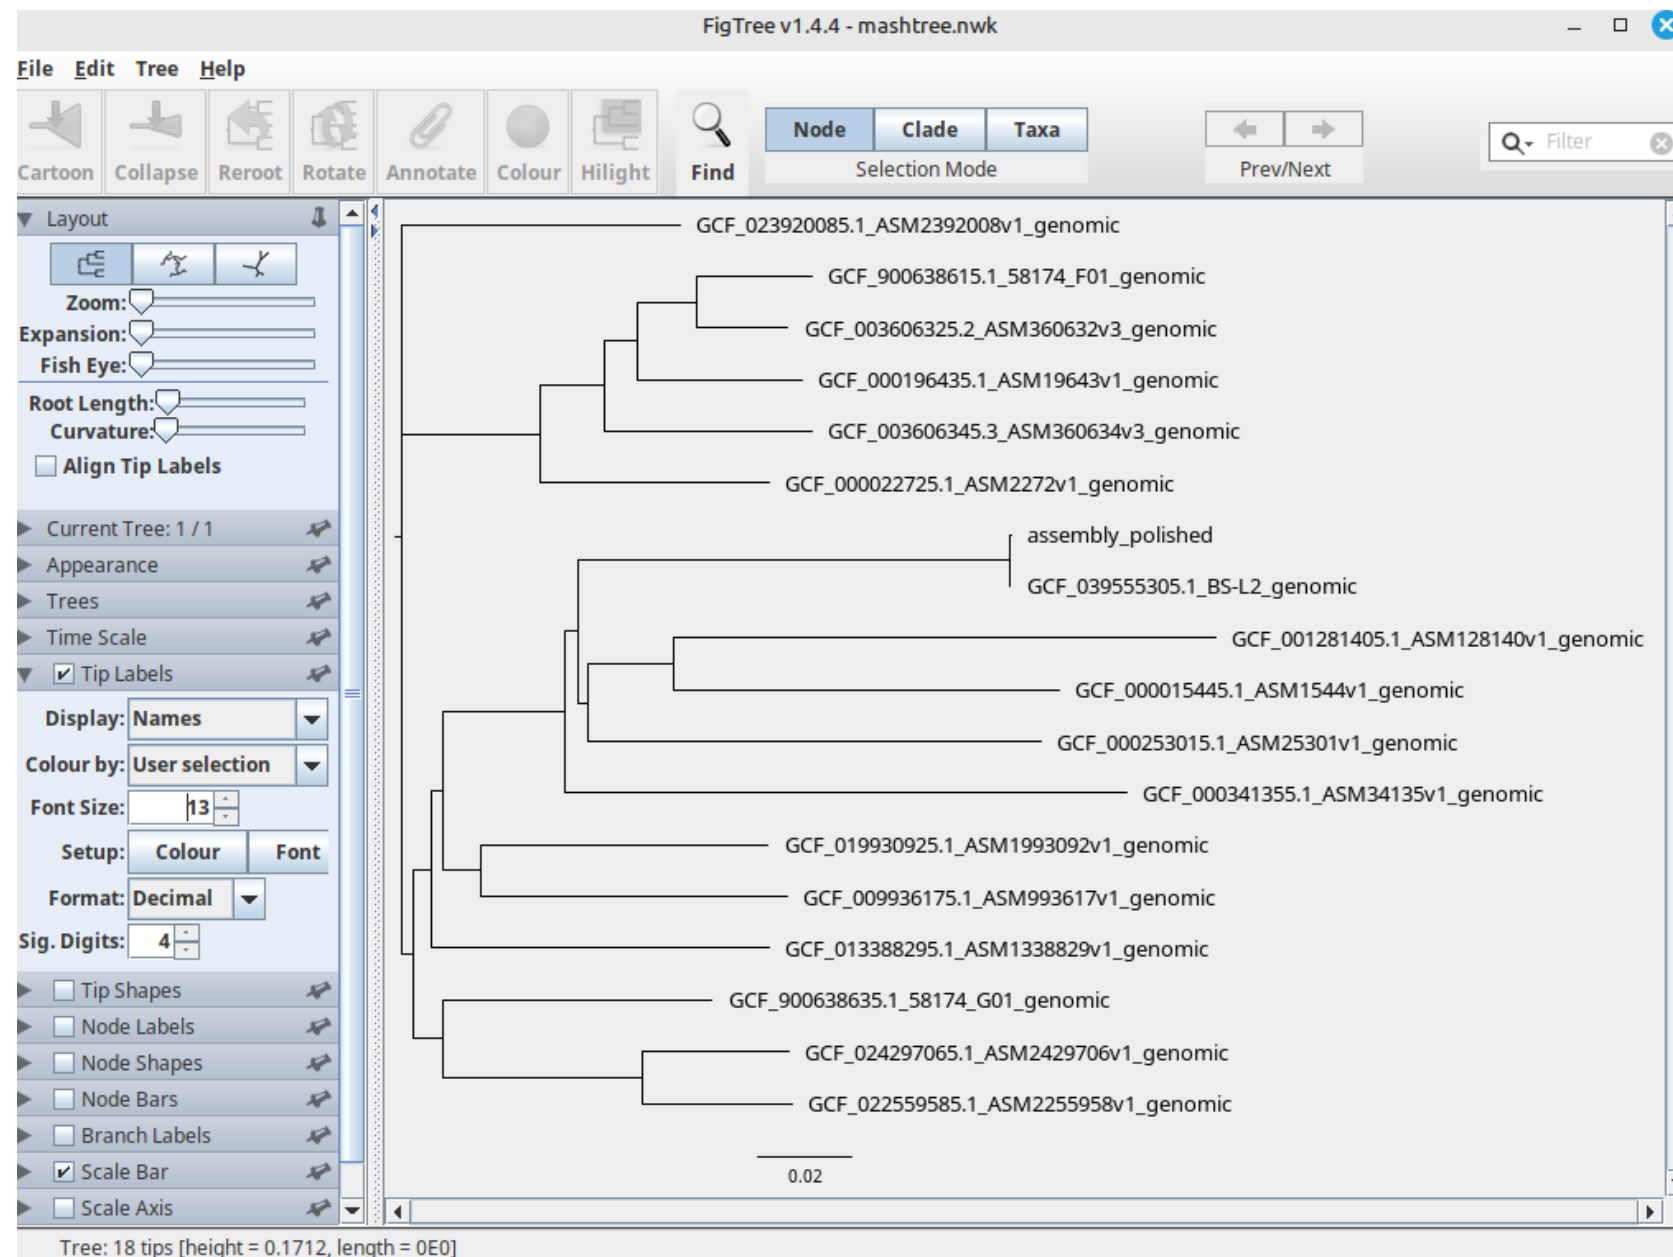 FigTree v1.4.4 - mashtree.nwk
File Edit Tree Help
Cartoon Collapse Reroot Rotate Annotate Colour Hilight Find
Node Clade Taxa
Selection Mode
Prev/Next
Filter
Layout
Zoom:
Expansion:
Fish Eye:
Root Length:
Curvature:
Align Tip Labels
Current Tree: 1 / 1
Appearance
Trees
Time Scale
Tip Labels
Display: Names
Colour by: User selection
Font Size: 13
Setup: Colour Font
Format: Decimal
Sig. Digits: 4
Tip Shapes
Node Labels
Node Shapes
Node Bars
Branch Labels
Scale Bar
Scale Axis
GCF_023920085.1_ASM2392008v1_genomic
GCF_900638615.1_58174_F01_genomic
GCF_003606325.2_ASM360632v3_genomic
GCF_000196435.1_ASM19643v1_genomic
GCF_003606345.3_ASM360634v3_genomic
GCF_000022725.1_ASM2272v1_genomic
assembly_polished
GCF_039555305.1_BS-L2_genomic
GCF_001281405.1_ASM128140v1_genomic
GCF_000015445.1_ASM1544v1_genomic
GCF_000253015.1_ASM25301v1_genomic
GCF_000341355.1_ASM34135v1_genomic
GCF_019930925.1_ASM1993092v1_genomic
GCF_009936175.1_ASM993617v1_genomic
GCF_013388295.1_ASM1338829v1_genomic
GCF_900638635.1_58174_G01_genomic
GCF_024297065.1_ASM2429706v1_genomic
GCF_022559585.1_ASM2255958v1_genomic
0.02
Tree: 18 tips [height = 0.1712, length = 0E0]